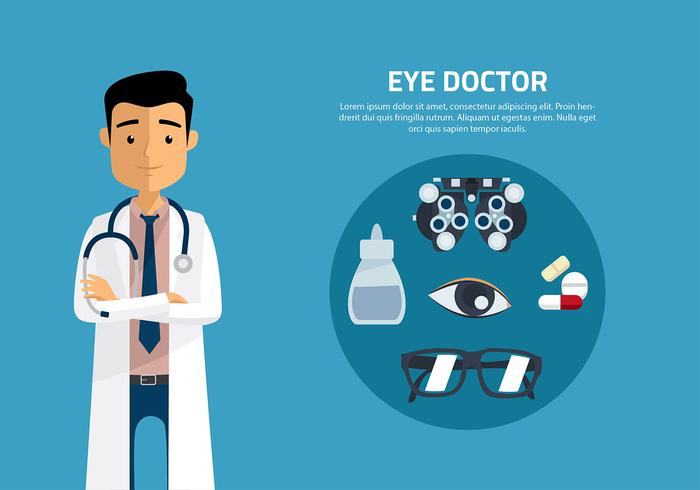 EYE DOCTOR
Lorem ipsum dolor sit amet, consectetur adipiscing elit. Proin hen-
drerit dui quis fringilla rutrum. Aliquam ut egestas enim. Nulla eget
orci quis sapien tempor iaculis.